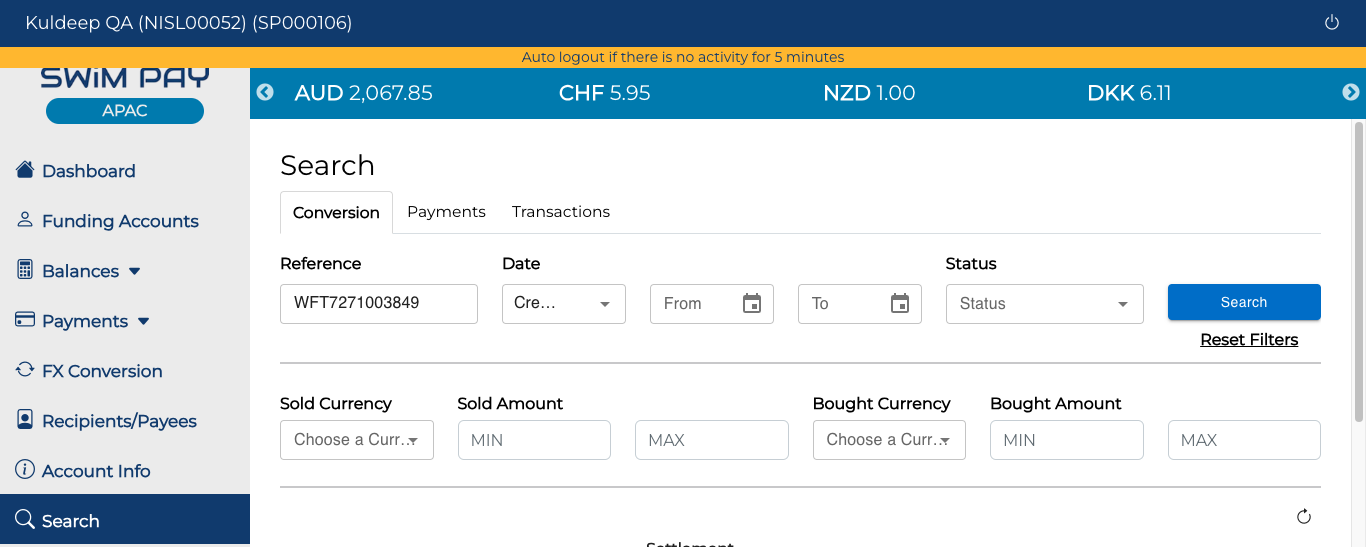 Kuldeep QA (NISL00052) (SP000106)
Auto logout if there is no activity for 5 minutes
SWiM PAY
APAC
AUD 2,067.85 CHF 5.95 NZD 1.00 DKK 6.11
Dashboard
Funding Accounts
Balances
Payments
FX Conversion
Recipients/Payees
Account Info
Search
Search
Conversion Payments Transactions
Reference Date Status
WFT7271003849 Cre... From To Status Search
Reset Filters
Sold Currency Sold Amount Bought Currency Bought Amount
Choose a Curr... MIN MAX Choose a Curr... MIN MAX
Settlement